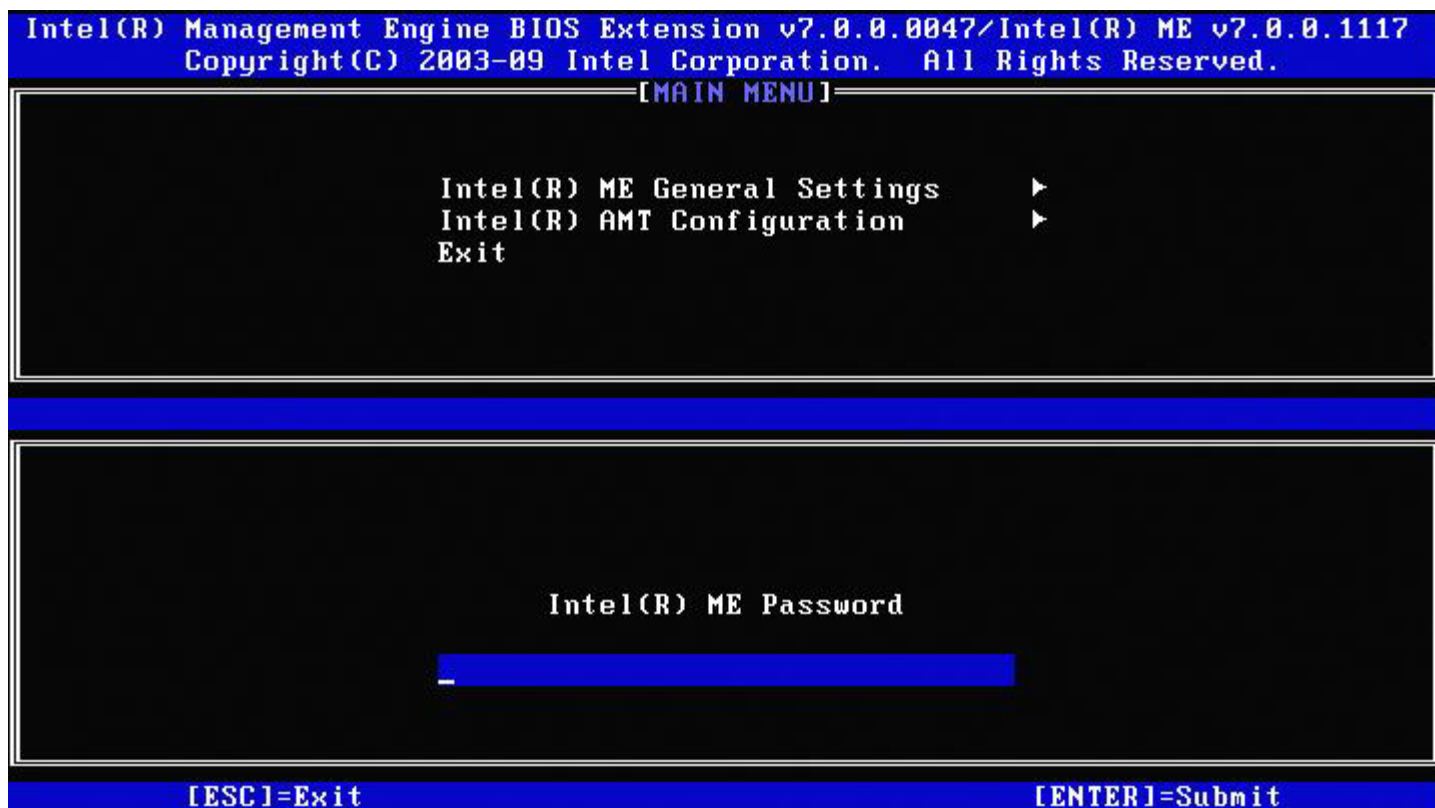 Intel(R) Management Engine BIOS Extension v7.0.0.0047/Intel(R) ME v7.0.0.1117
Copyright(C) 2003-09 Intel Corporation.  All Rights Reserved.
[MAIN MENU]
Intel(R) ME General Settings ►
Intel(R) AMT Configuration ►
Exit
Intel(R) ME Password
[ESC]=Exit [ENTER]=Submit